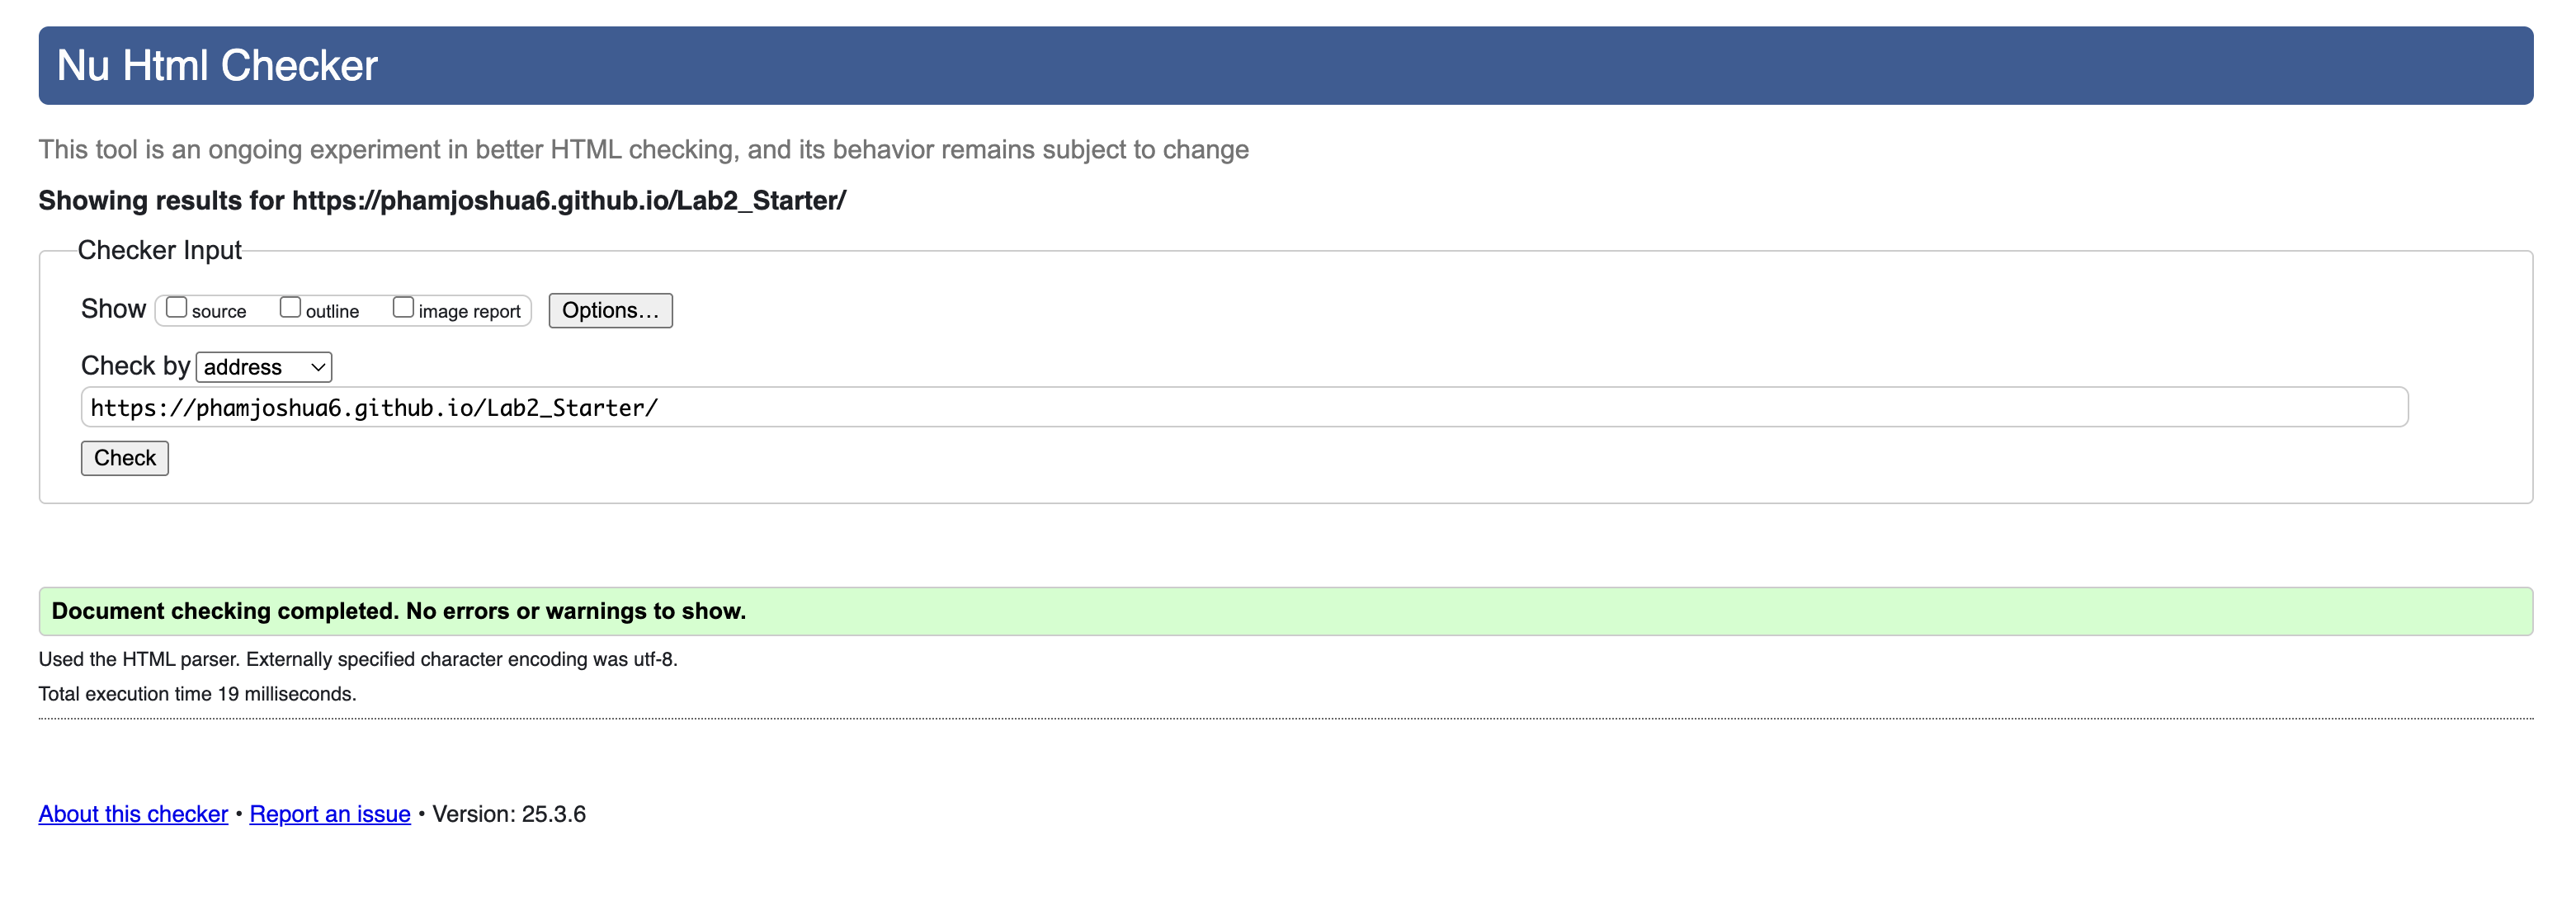 Nu Html Checker
This tool is an ongoing experiment in better HTML checking, and its behavior remains subject to change
Showing results for https://phamjoshua6.github.io/Lab2_Starter/
Checker Input
Show source outline image report Options...
Check by address
https://phamjoshua6.github.io/Lab2_Starter/
Check
Document checking completed. No errors or warnings to show.
Used the HTML parser. Externally specified character encoding was utf-8.
Total execution time 19 milliseconds.
About this checker • Report an issue • Version: 25.3.6